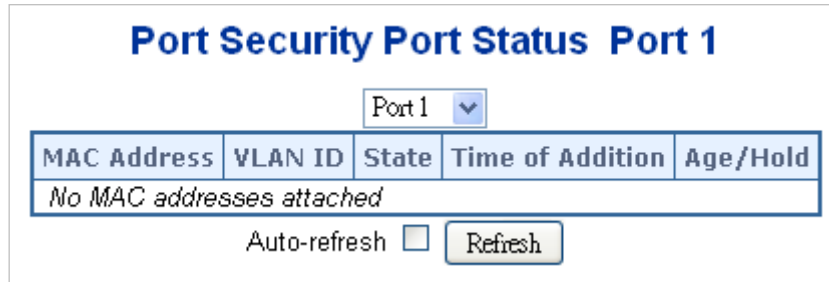 Port Security Port Status Port 1
Port 1
MAC Address VLAN ID State Time of Addition Age/Hold
No MAC addresses attached
Auto-refresh Refresh